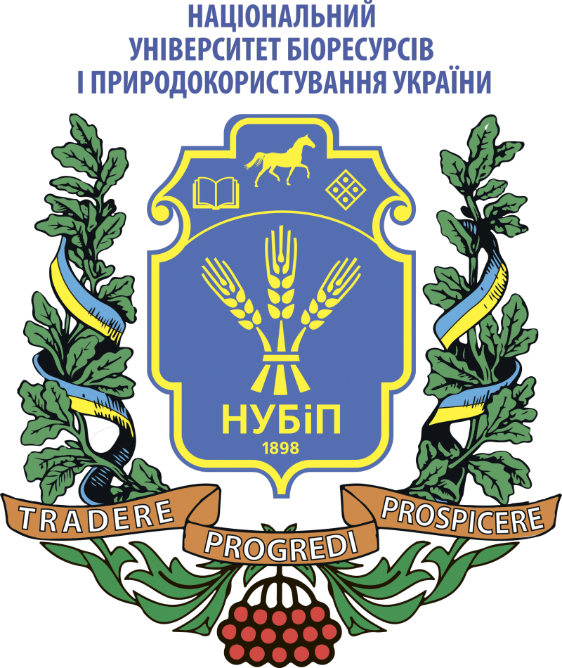 НАЦІОНАЛЬНИЙ
УНІВЕРСИТЕТ БІОРЕСУРСІВ
І ПРИРОДОКОРИСТУВАННЯ УКРАЇНИ
НУБіП
1898
TRADERE
PROGREDI
PROSPICERE